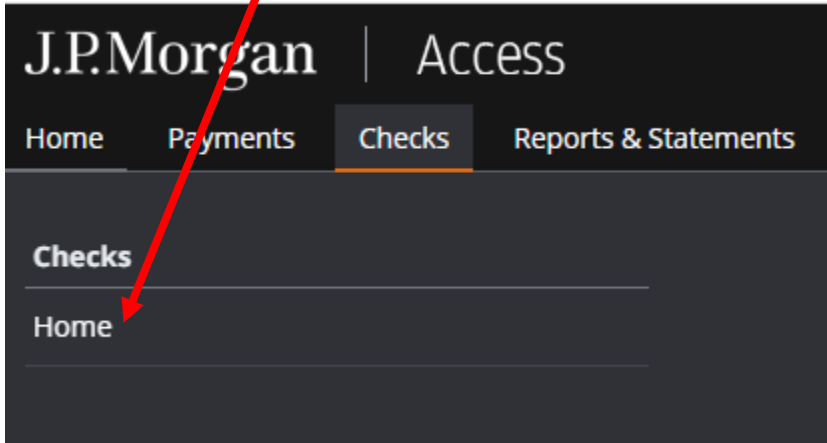 J.P.Morgan | Access
Home Payments Checks Reports & Statements
Checks
Home